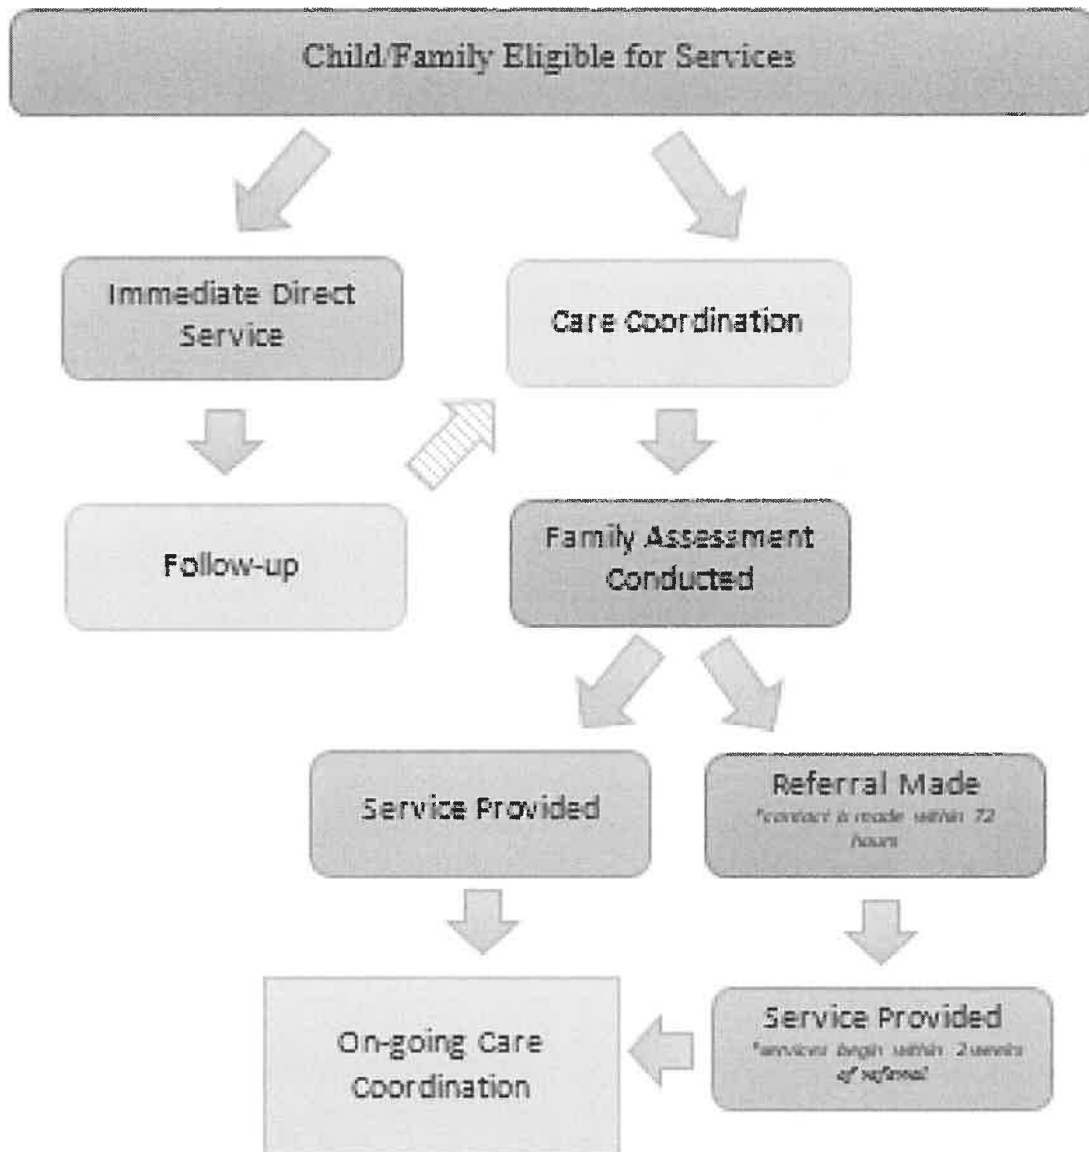 Child/Family Eligible for Services
Immediate Direct
Service
Care Coordination
Follow-up
Family Assessment
Conducted
Service Provided
Referral Made
*contact is made within 72
hours
On-going Care
Coordination
Service Provided
*services begin within 2 weeks
of referral